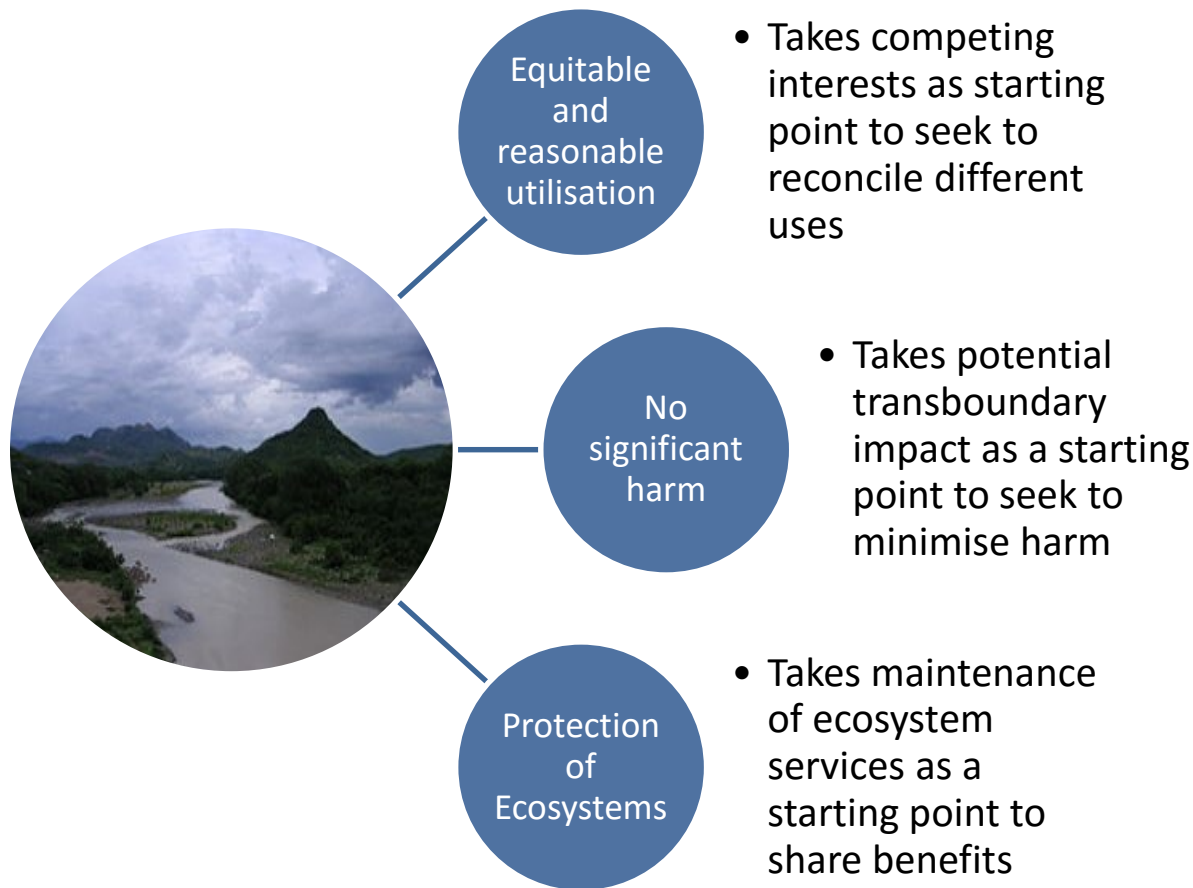 Equitable
and
reasonable
utilisation
• Takes competing
interests as starting
point to seek to
reconcile different
uses
No
significant
harm
• Takes potential
transboundary
impact as a starting
point to seek to
minimise harm
Protection
of
Ecosystems
• Takes maintenance
of ecosystem
services as a
starting point to
share benefits